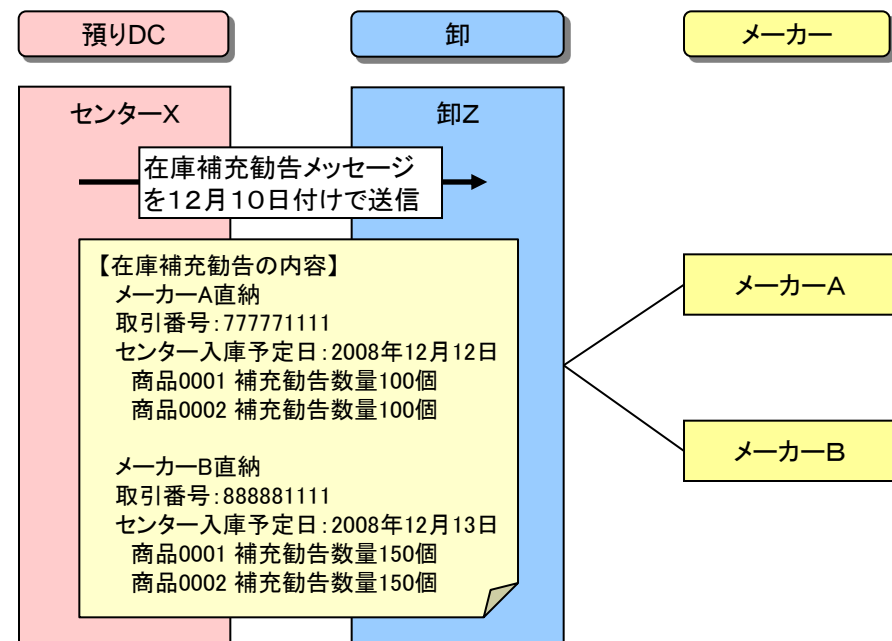 預りDC
卸
メーカー
センターX
卸Z
在庫補充勧告メッセージ
を12月10日付けで送信
【在庫補充勧告の内容】
メーカーA直納
取引番号:777771111
センター入庫予定日:2008年12月12日
商品0001 補充勧告数量100個
商品0002 補充勧告数量100個
メーカーB直納
取引番号:888881111
センター入庫予定日:2008年12月13日
商品0001 補充勧告数量150個
商品0002 補充勧告数量150個
メーカーA
メーカーB